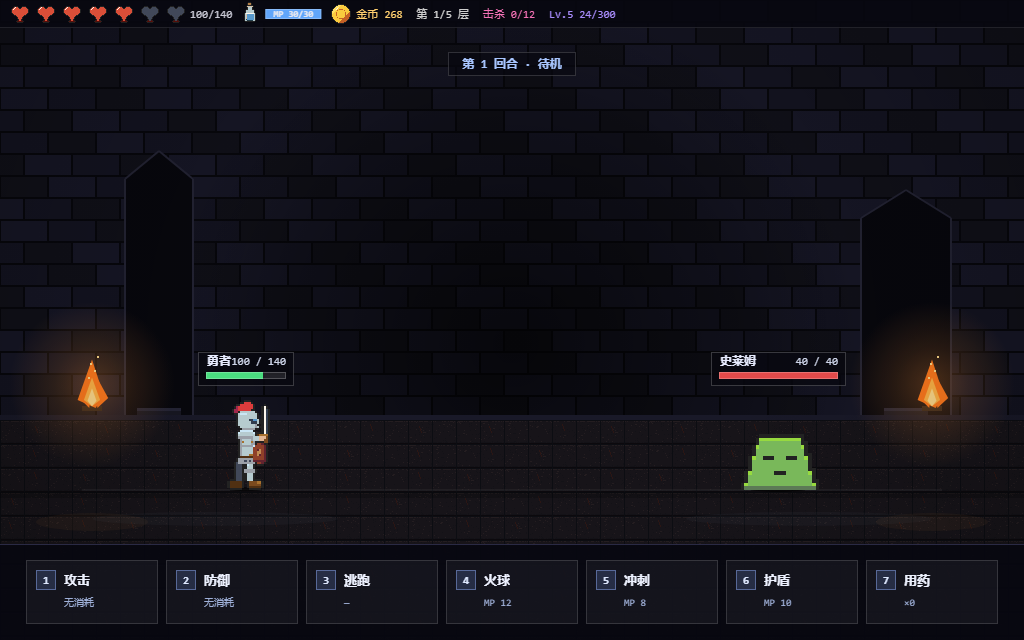 100/140 MP 30/30 金币 268 第 1/5 层 击杀 0/12 Lv.5 24/300
第 1 回合 · 待机
勇者100 / 140
史莱姆 40 / 40
1 攻击 无消耗
2 防御 无消耗
3 逃跑 —
4 火球 MP 12
5 冲刺 MP 8
6 护盾 MP 10
7 用药 ×0